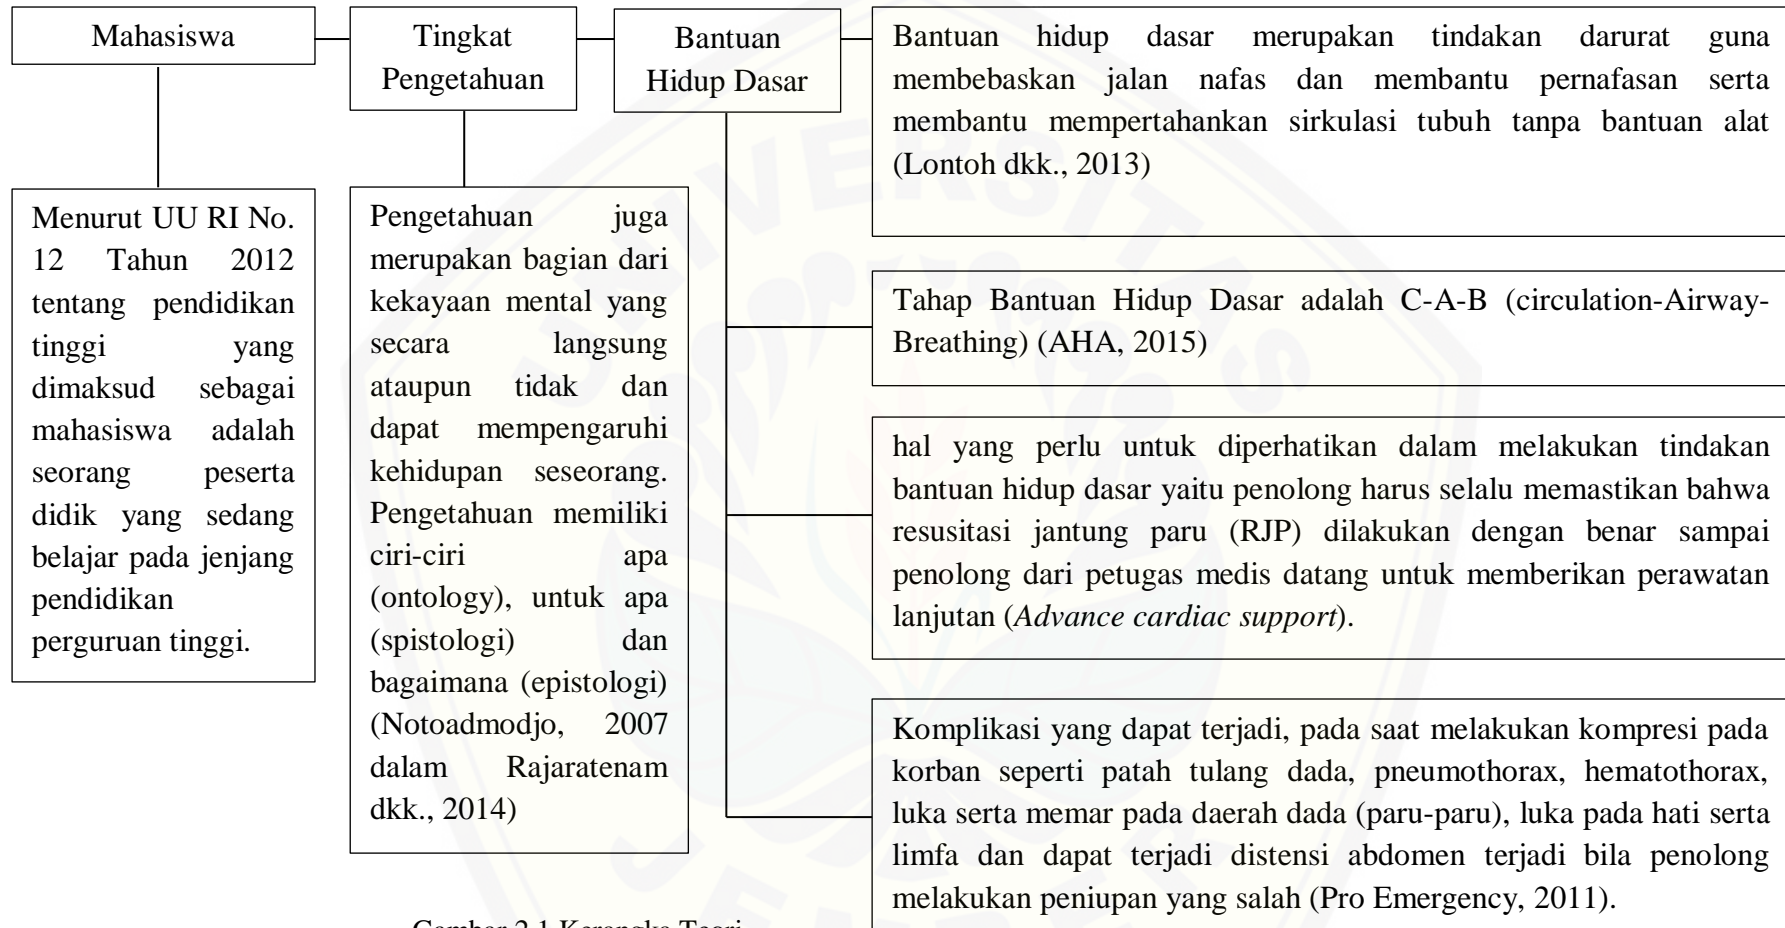 Mahasiswa
Tingkat
Pengetahuan
Bantuan
Hidup Dasar
Bantuan hidup dasar merupakan tindakan darurat guna
membebaskan jalan nafas dan membantu pernafasan serta
membantu mempertahankan sirkulasi tubuh tanpa bantuan alat
(Lontoh dkk., 2013)
Menurut UU RI No.
12 Tahun 2012
tentang pendidikan
tinggi yang
dimaksud sebagai
mahasiswa adalah
seorang peserta
didik yang sedang
belajar pada jenjang
pendidikan
perguruan tinggi.
Pengetahuan juga
merupakan bagian dari
kekayaan mental yang
secara langsung
ataupun tidak dan
dapat mempengaruhi
kehidupan seseorang.
Pengetahuan memiliki
ciri-ciri apa
(ontology), untuk apa
(spistologi) dan
bagaimana (epistologi)
(Notoadmodjo, 2007
dalam Rajaratenam
dkk., 2014)
Tahap Bantuan Hidup Dasar adalah C-A-B (circulation-Airway-
Breathing) (AHA, 2015)
hal yang perlu untuk diperhatikan dalam melakukan tindakan
bantuan hidup dasar yaitu penolong harus selalu memastikan bahwa
resusitasi jantung paru (RJP) dilakukan dengan benar sampai
penolong dari petugas medis datang untuk memberikan perawatan
lanjutan (Advance cardiac support).
Komplikasi yang dapat terjadi, pada saat melakukan kompresi pada
korban seperti patah tulang dada, pneumothorax, hematothorax,
luka serta memar pada daerah dada (paru-paru), luka pada hati serta
limfa dan dapat terjadi distensi abdomen terjadi bila penolong
melakukan peniupan yang salah (Pro Emergency, 2011).
Gambar 2.1 Kerangka Teori
UNIVERSITAS
JEMBER